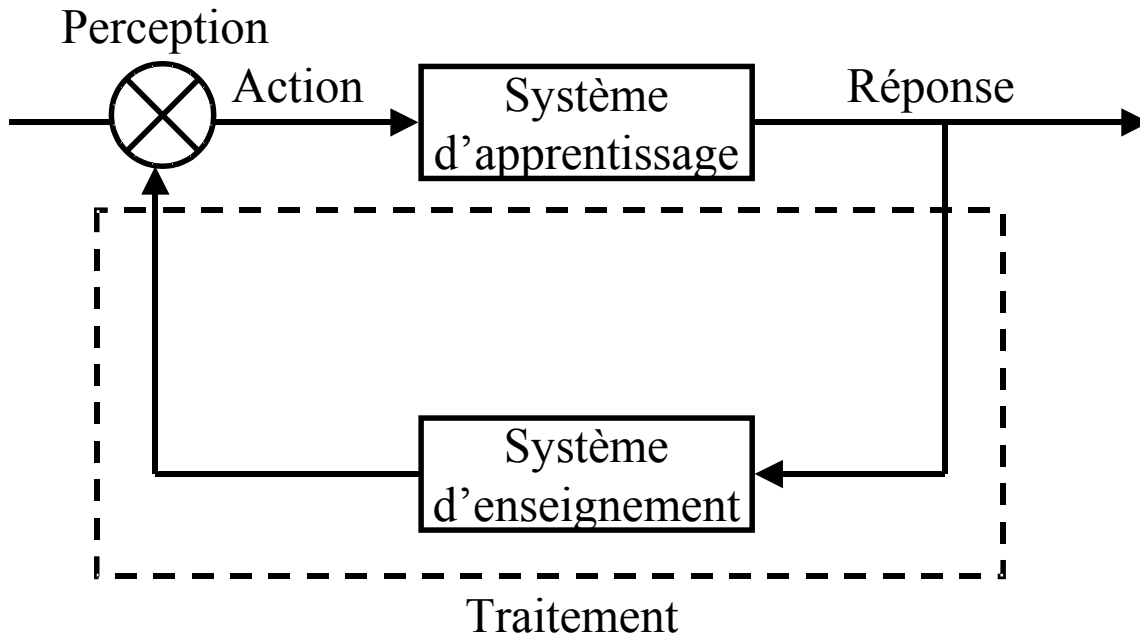 Perception
Action
Système
d’apprentissage
Réponse
Système
d’enseignement
Traitement